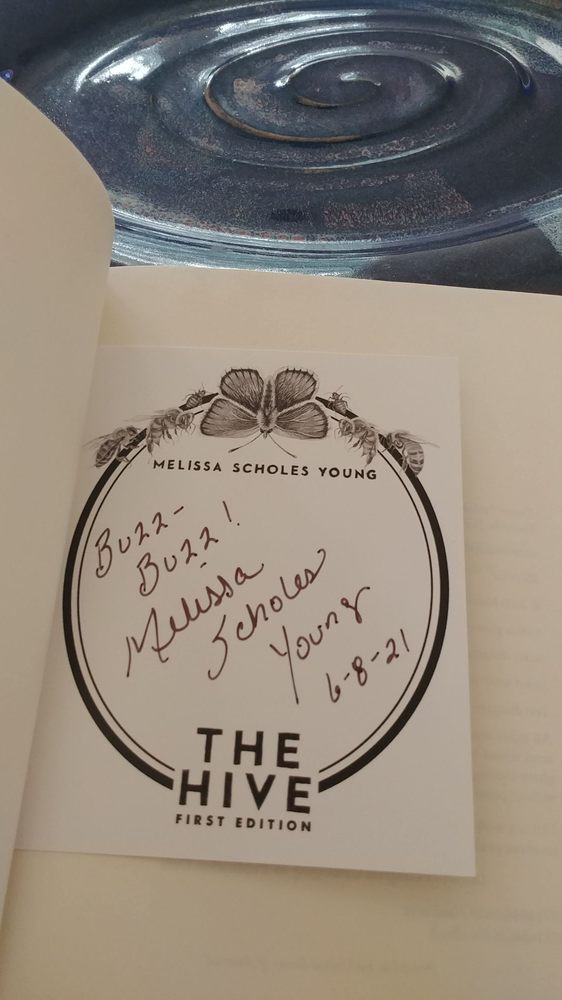 MELISSA SCHOLES YOUNG
Buzz-
Buzz!
Melissa
Scholes
Young
6-8-21
THE
HIVE
FIRST EDITION